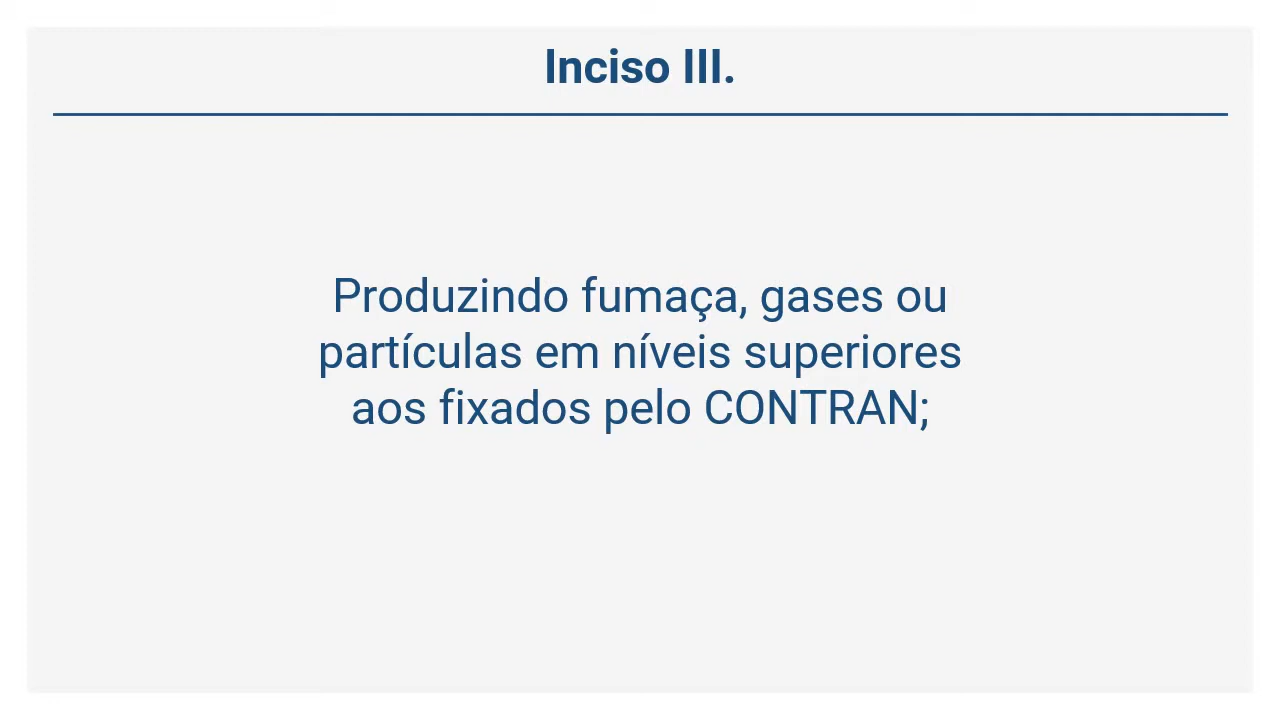 Inciso III.
Produzindo fumaça, gases ou
partículas em níveis superiores
aos fixados pelo CONTRAN;